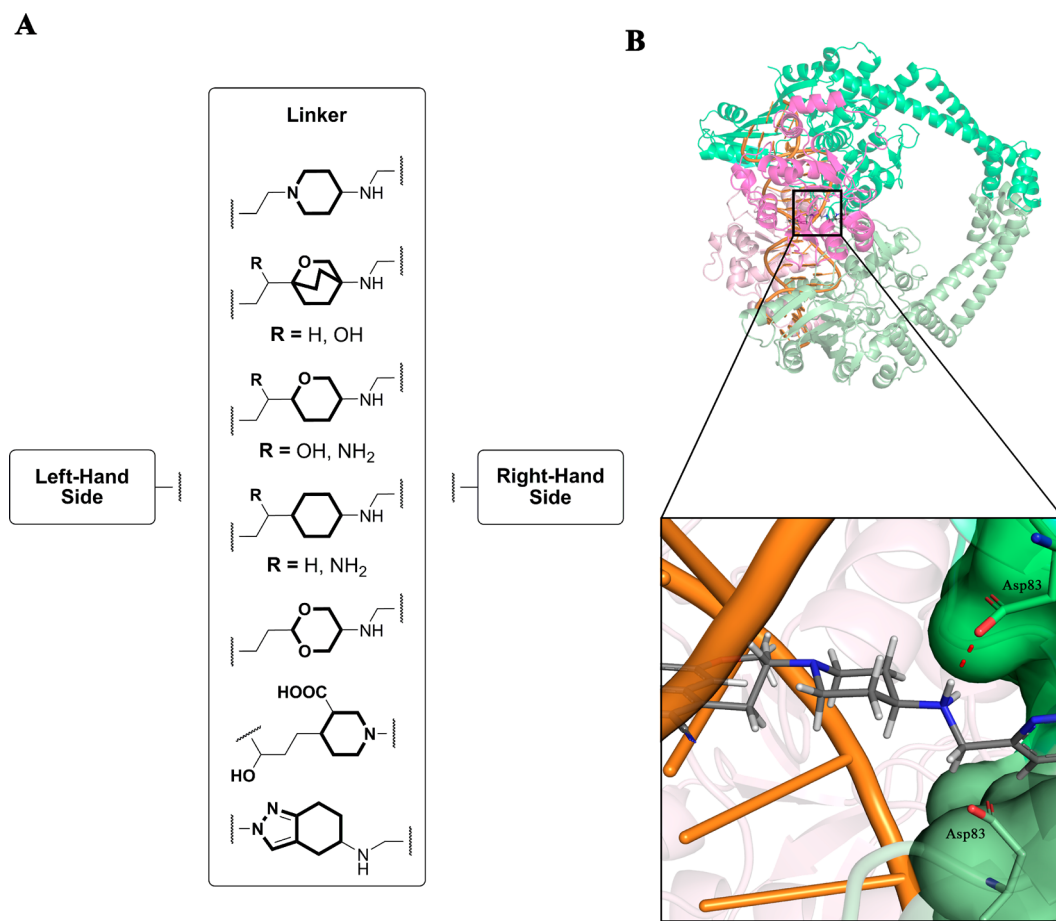 A
B
Linker
N
NH
R
O
NH
R = H, OH
R
O
NH
R = OH, NH2
Left-Hand
Side
Right-Hand
Side
R
NH
R = H, NH2
O
O
NH
HOOC
N
HO
N
N
N
H
Asp83
Asp83